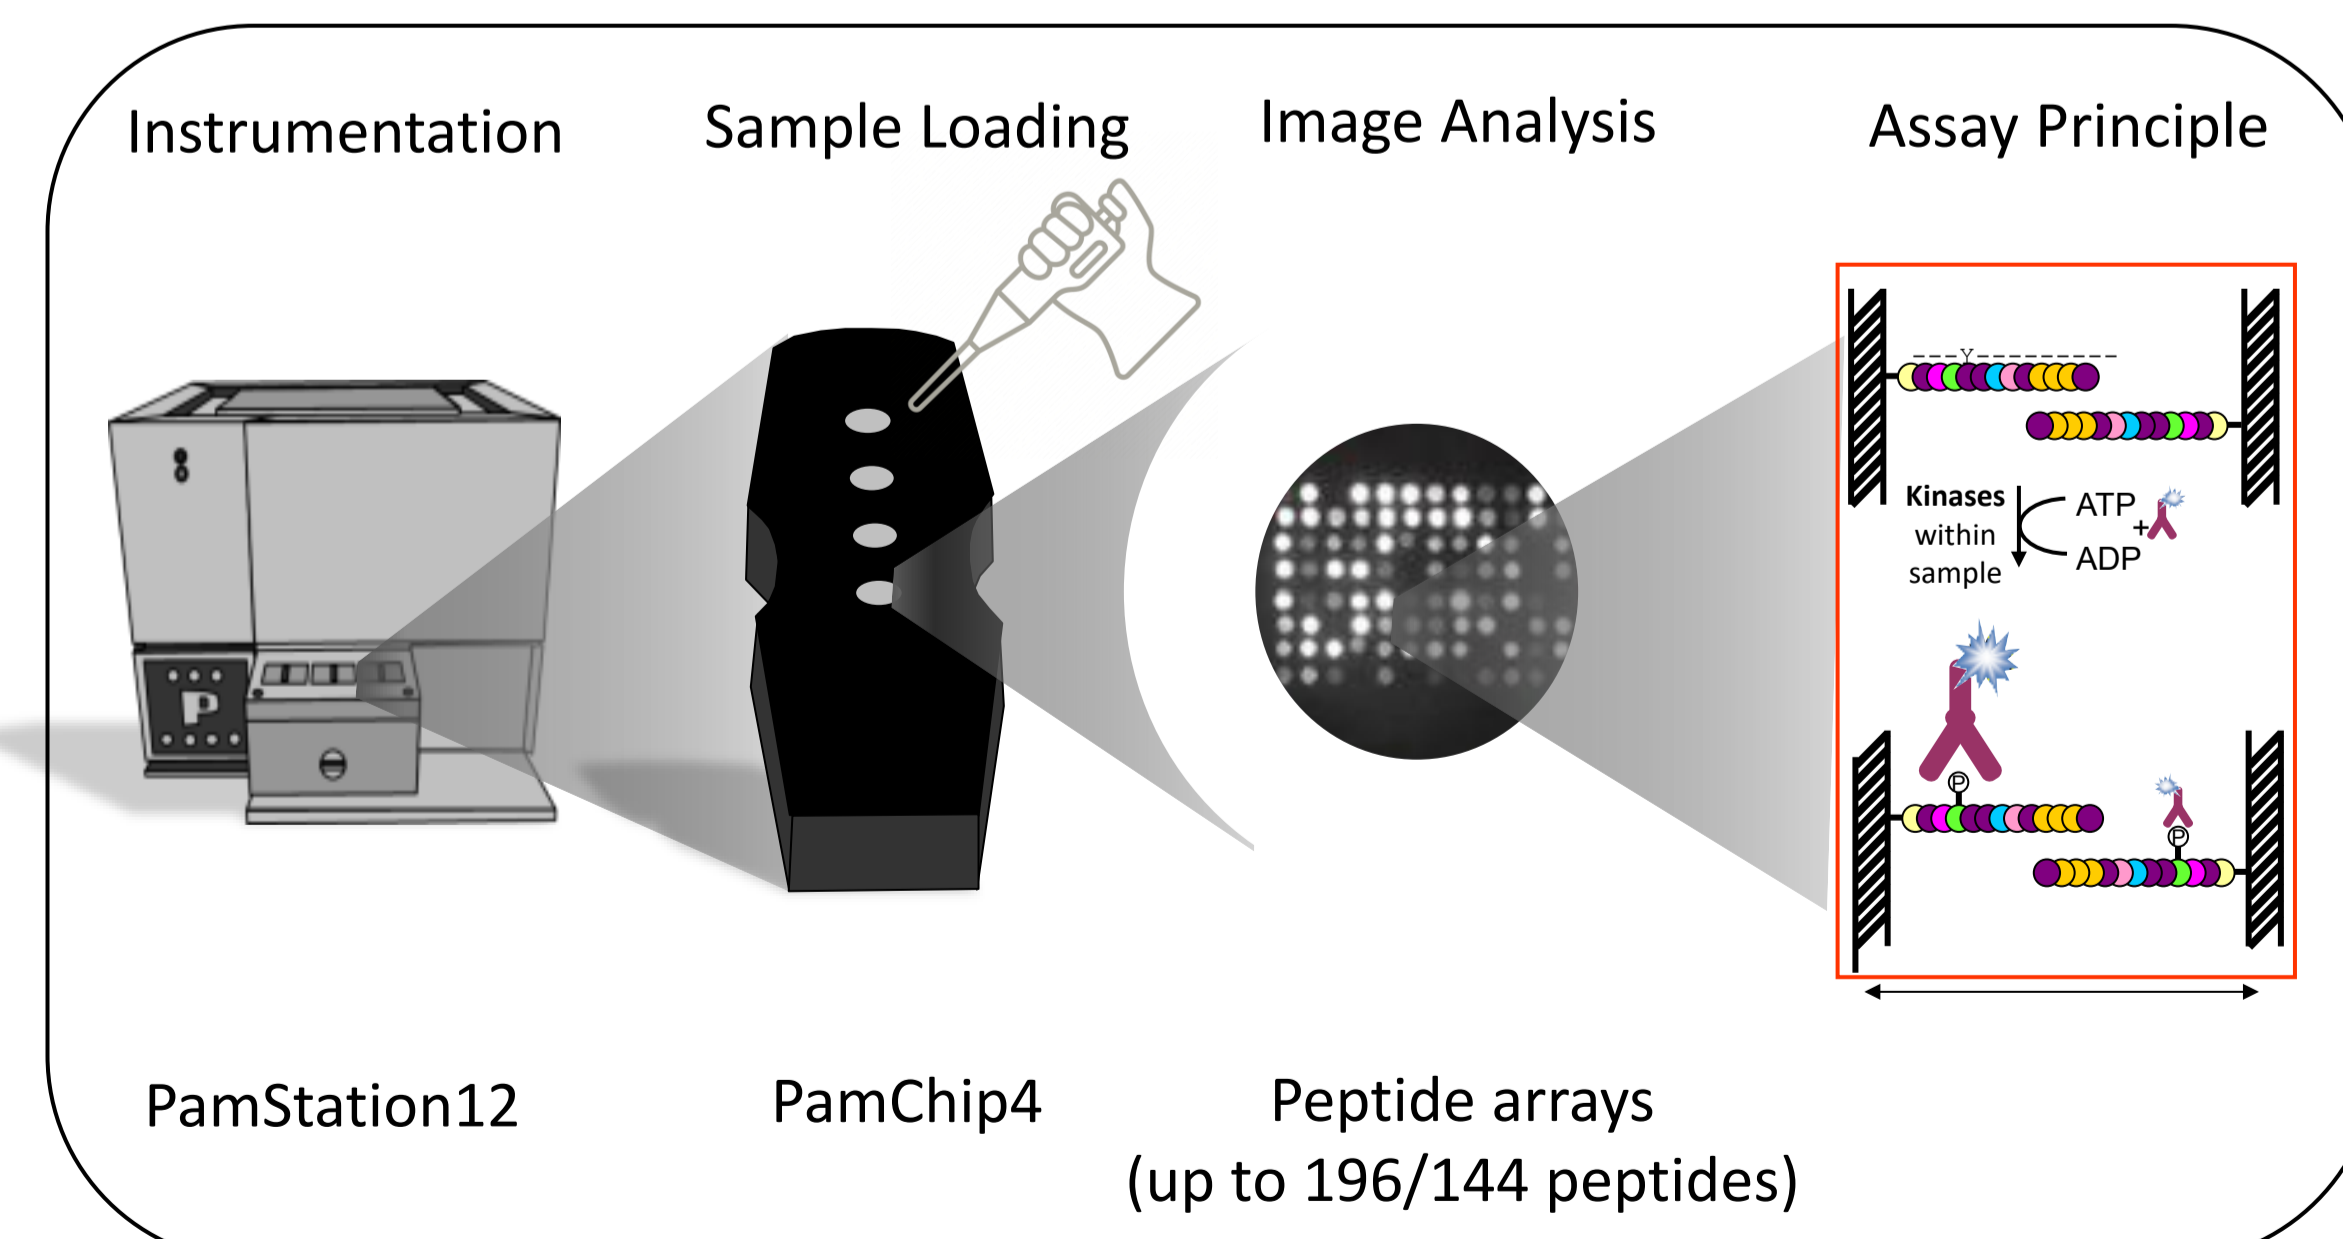 Instrumentation
Sample Loading
Image Analysis
Assay Principle
---Y----------
Kinases
within
sample
ATP
+
ADP
P
P
P
PamStation12
PamChip4
Peptide arrays
(up to 196/144 peptides)